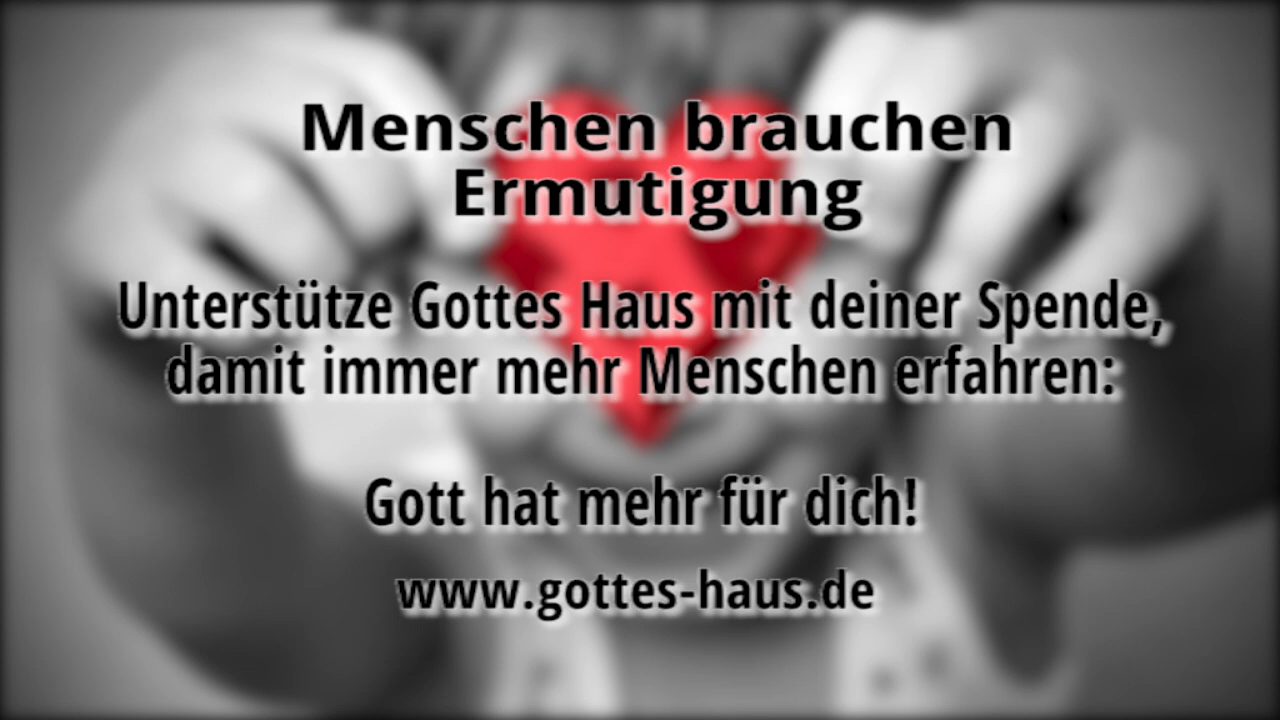 Menschen brauchen
Ermutigung
Unterstütze Gottes Haus mit deiner Spende,
damit immer mehr Menschen erfahren:
Gott hat mehr für dich!
www.gottes-haus.de